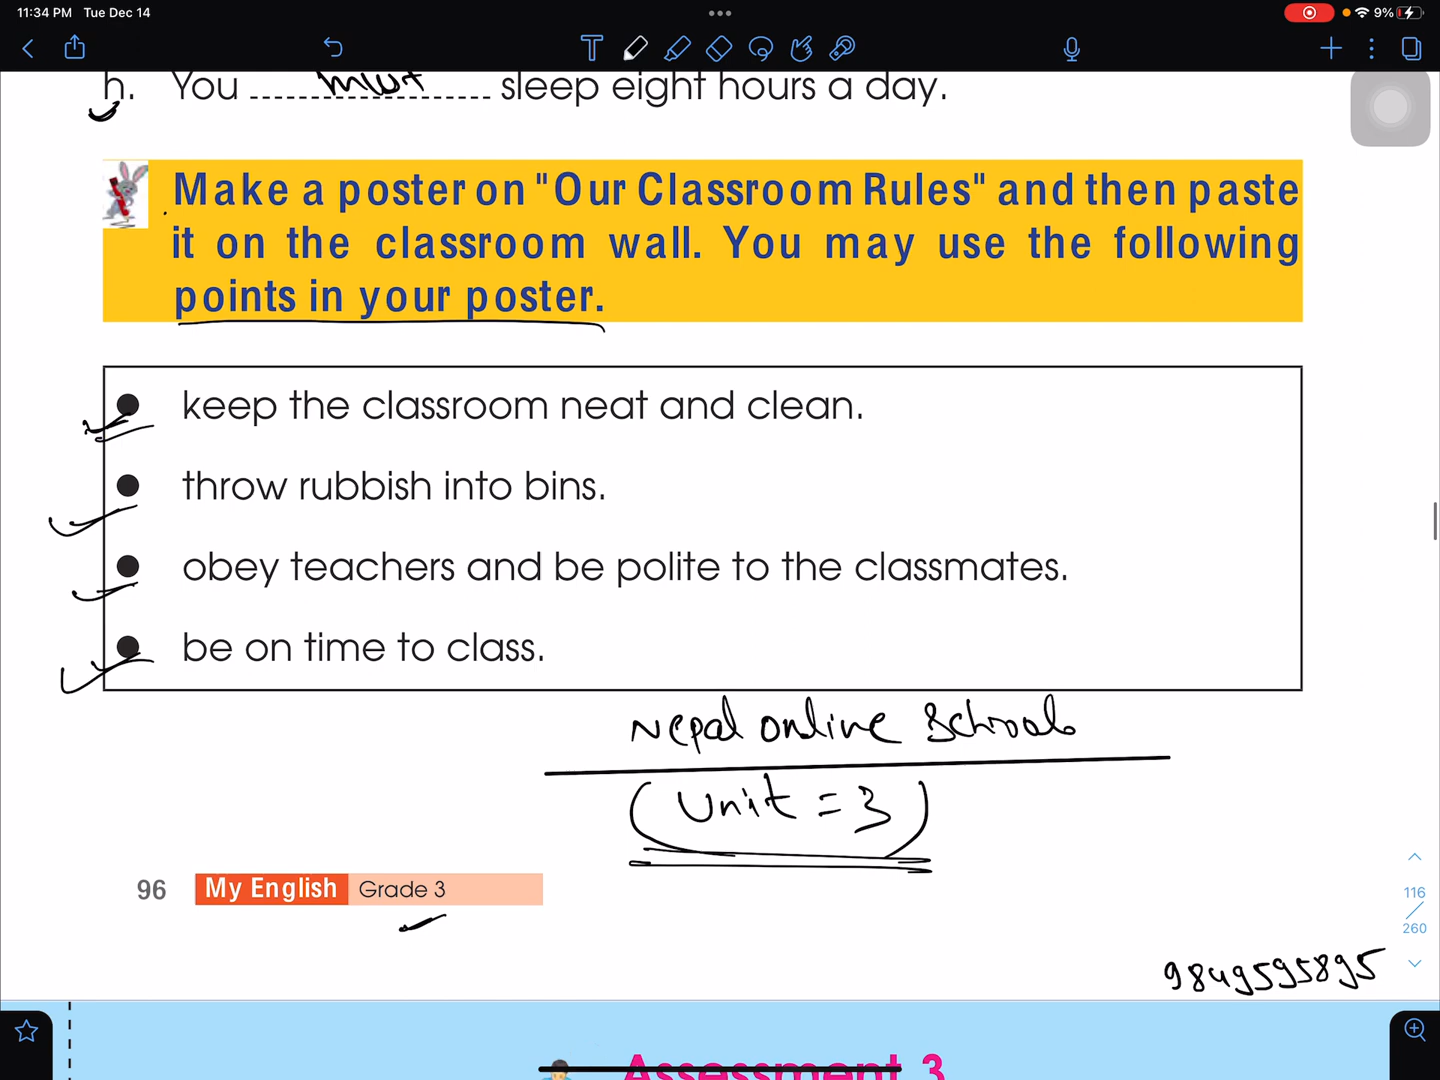 11:34 PM Tue Dec 14
9%
h. You must sleep eight hours a day.
Make a poster on "Our Classroom Rules" and then paste
it on the classroom wall. You may use the following
points in your poster.
keep the classroom neat and clean.
throw rubbish into bins.
obey teachers and be polite to the classmates.
be on time to class.
Nepal online Schools
(Unit = 3)
96 My English Grade 3
116
260
9849595895
Assessment 3